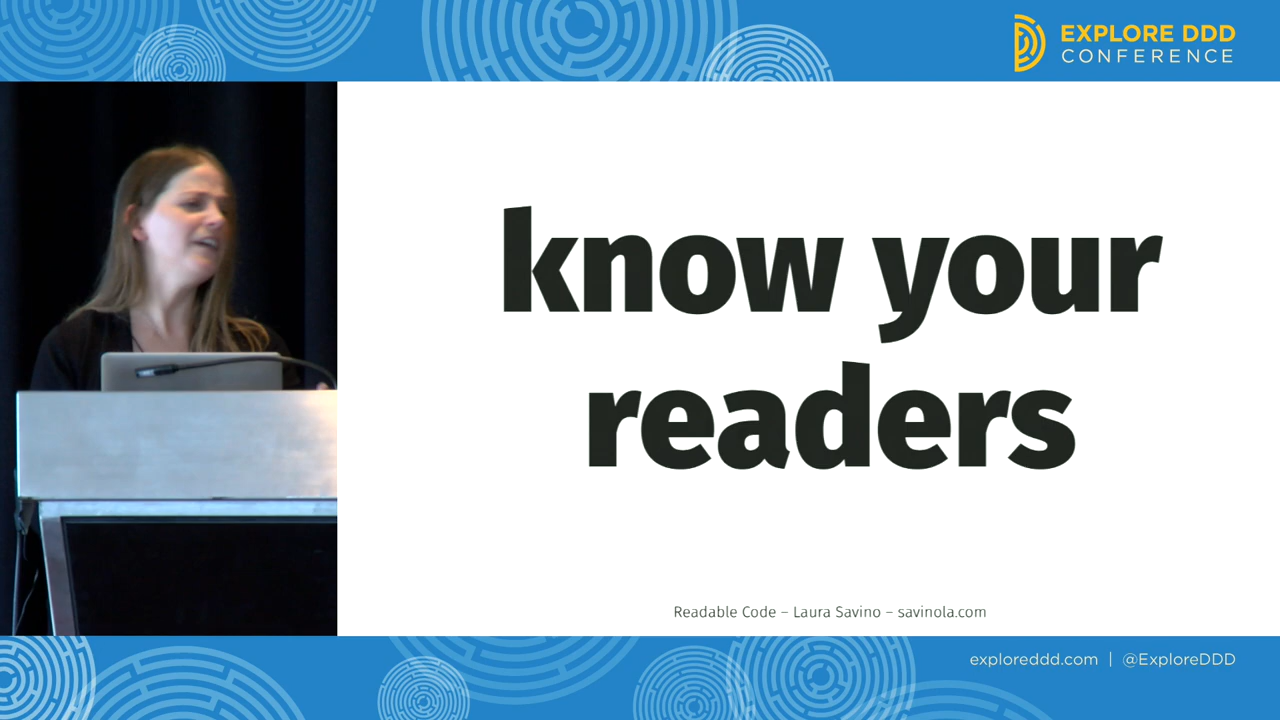 EXPLORE DDD
CONFERENCE
know your
readers
Readable Code – Laura Savino – savinola.com
exploreddd.com | @ExploreDDD